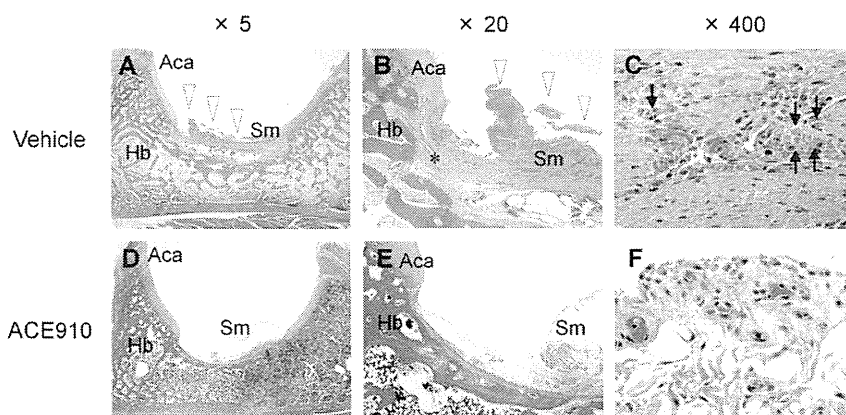 × 5
× 20
× 400
Vehicle
A
Aca
Hb
Sm
B
Aca
Hb
*
Sm
C
ACE910
D
Aca
Hb
Sm
E
Aca
Hb
Sm
F